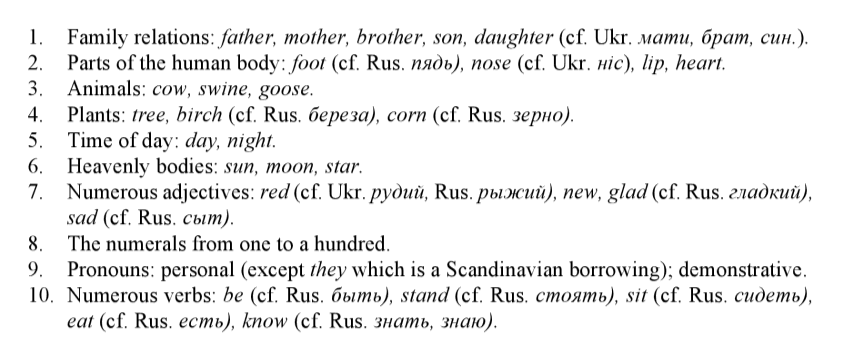 1. Family relations: father, mother, brother, son, daughter (cf. Ukr. мати, брат, син.).
2. Parts of the human body: foot (cf. Rus. пядь), nose (cf. Ukr. ніс), lip, heart.
3. Animals: cow, swine, goose.
4. Plants: tree, birch (cf. Rus. береза), corn (cf. Rus. зерно).
5. Time of day: day, night.
6. Heavenly bodies: sun, moon, star.
7. Numerous adjectives: red (cf. Ukr. рудий, Rus. рыжий), new, glad (cf. Rus. гладкий),
sad (cf. Rus. сыт).
8. The numerals from one to a hundred.
9. Pronouns: personal (except they which is a Scandinavian borrowing); demonstrative.
10. Numerous verbs: be (cf. Rus. быть), stand (cf. Rus. стоять), sit (cf. Rus. сидеть),
eat (cf. Rus. есть), know (cf. Rus. знать, знаю).